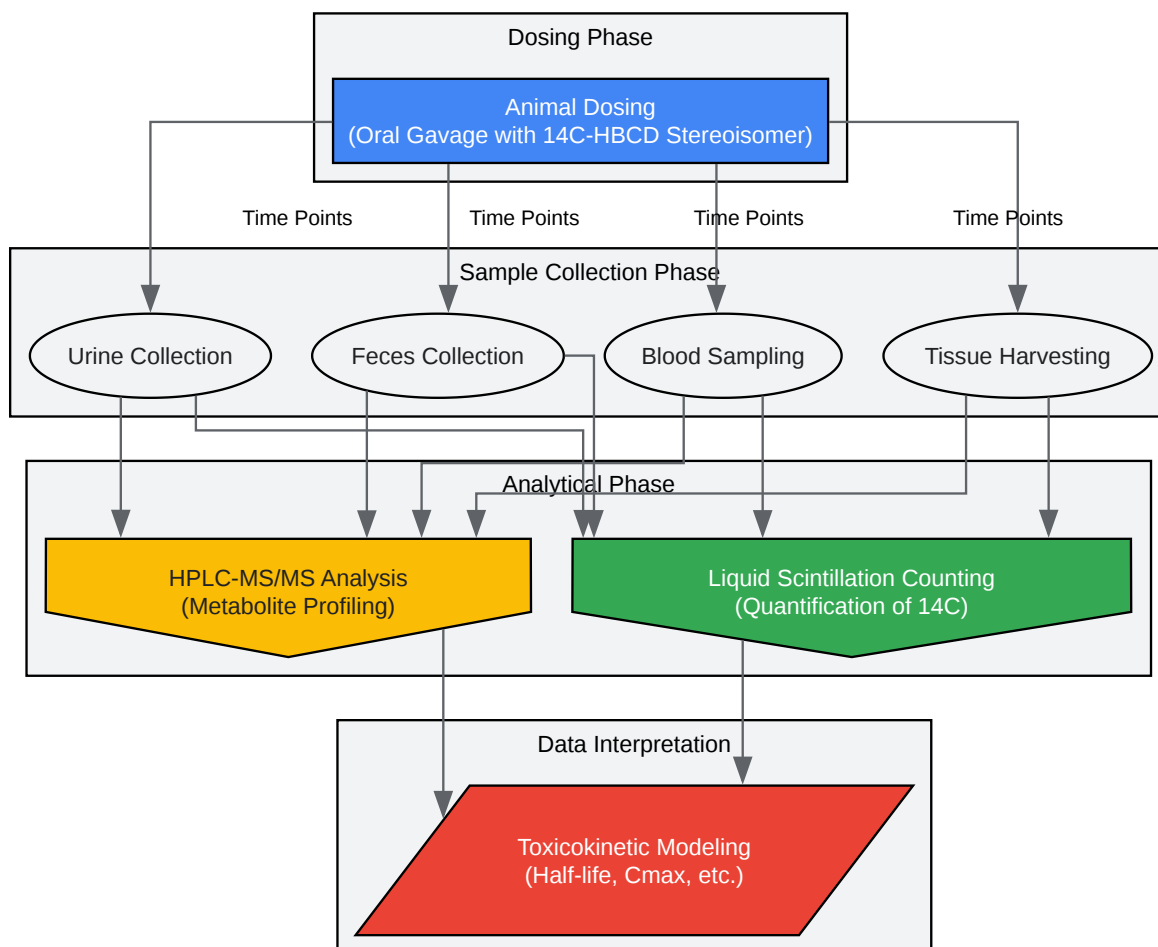 Dosing Phase
Animal Dosing
(Oral Gavage with 14C-HBCD Stereoisomer)
Time Points
Time Points
Time Points
Time Points
Sample Collection Phase
Urine Collection
Feces Collection
Blood Sampling
Tissue Harvesting
Analytical Phase
HPLC-MS/MS Analysis
(Metabolite Profiling)
Liquid Scintillation Counting
(Quantification of 14C)
Data Interpretation
Toxicokinetic Modeling
(Half-life, Cmax, etc.)